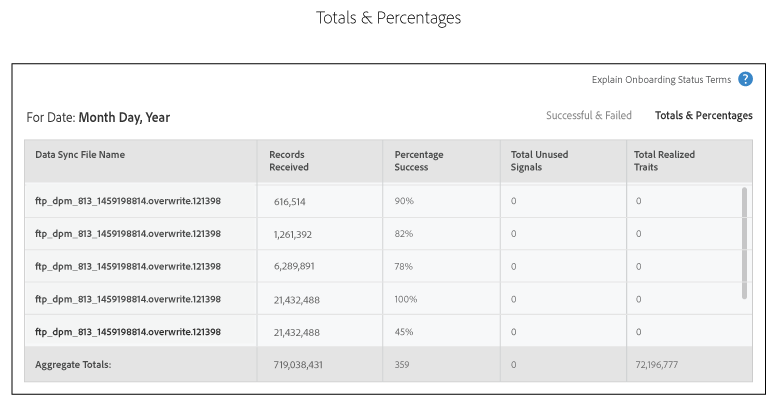 Totals & Percentages
Explain Onboarding Status Terms ?
For Date: Month Day, Year Successful & Failed Totals & Percentages
Data Sync File Name Records Received Percentage Success Total Unused Signals Total Realized Traits
ftp_dpm_813_1459198814.overwrite.121398 616,514 90% 0 0
ftp_dpm_813_1459198814.overwrite.121398 1,261,392 82% 0 0
ftp_dpm_813_1459198814.overwrite.121398 6,289,891 78% 0 0
ftp_dpm_813_1459198814.overwrite.121398 21,432,488 100% 0 0
ftp_dpm_813_1459198814.overwrite.121398 21,432,488 45% 0 0
Aggregate Totals: 719,038,431 359 0 72,196,777